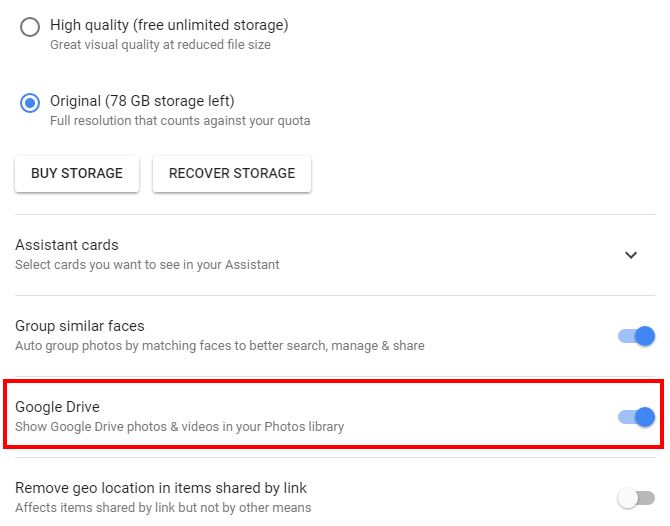 High quality (free unlimited storage)
Great visual quality at reduced file size
Original (78 GB storage left)
Full resolution that counts against your quota
BUY STORAGE
RECOVER STORAGE
Assistant cards
Select cards you want to see in your Assistant
Group similar faces
Auto group photos by matching faces to better search, manage & share
Google Drive
Show Google Drive photos & videos in your Photos library
Remove geo location in items shared by link
Affects items shared by link but not by other means